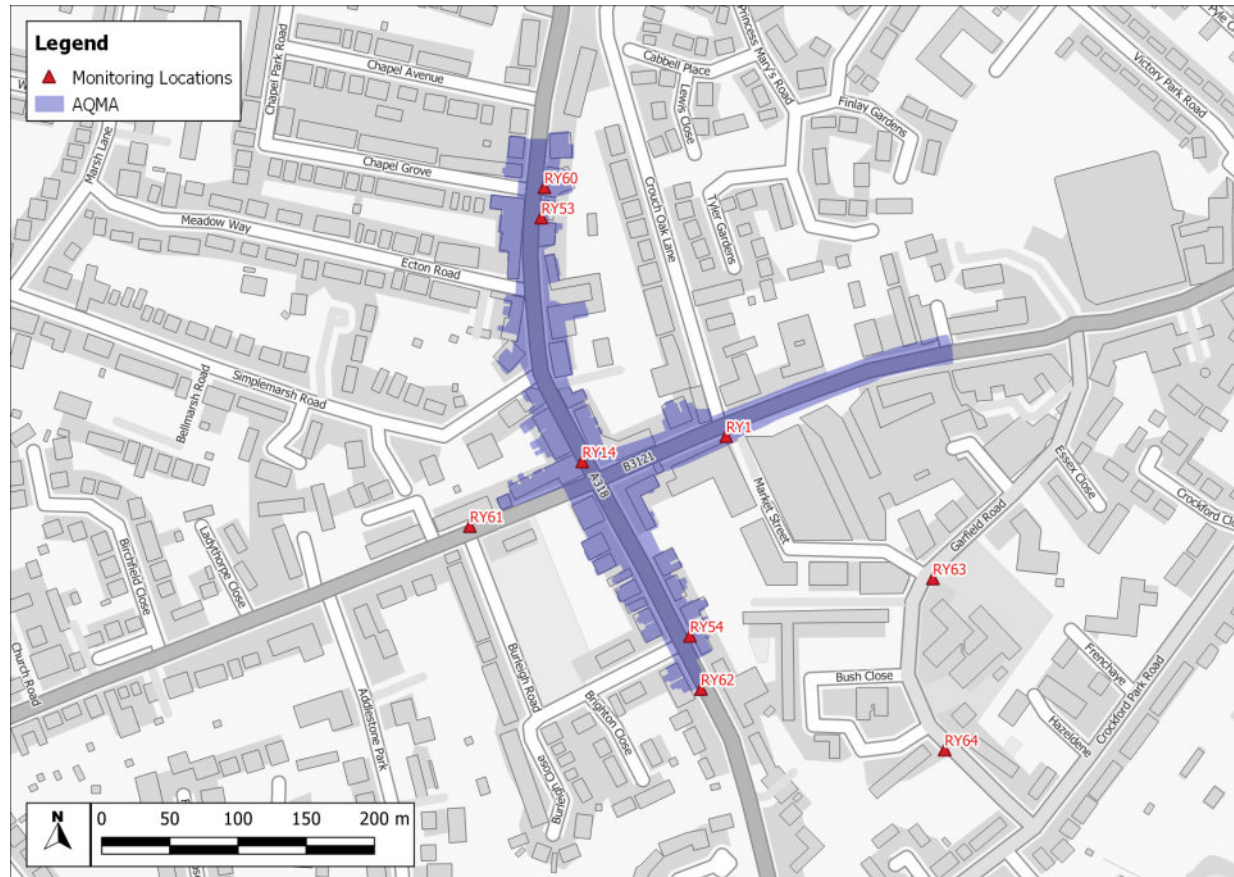 Legend
Monitoring Locations
AQMA
Chapel Park Road
Chapel Avenue
Chapel Grove
Marsh Lane
Meadow Way
Ecton Road
Simplemarsh Road
Bellmarsh Road
Birchfield Close
Ladythorpe Close
Church Road
Addlestone Park
Burleigh Road
Brighton Close
Burleigh Close
Cabbell Place
Lewis Close
Princess Mary's Road
Finlay Gardens
Tyler Gardens
Crouch Oak Lane
Victory Park Road
Market Street
Garfield Road
Essex Close
Bush Close
Frenchaye
Hazeldene
Crockford Park Road
B3121
A318
RY60
RY53
RY14
RY1
RY61
RY54
RY62
RY63
RY64
N
0 50 100 150 200 m